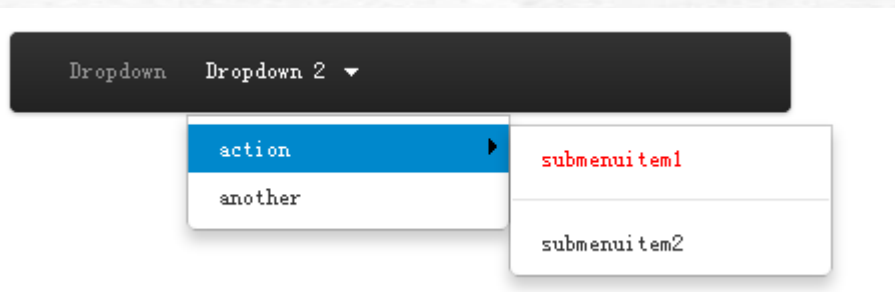 Dropdown Dropdown 2
action
submenuitem1
another
submenuitem2